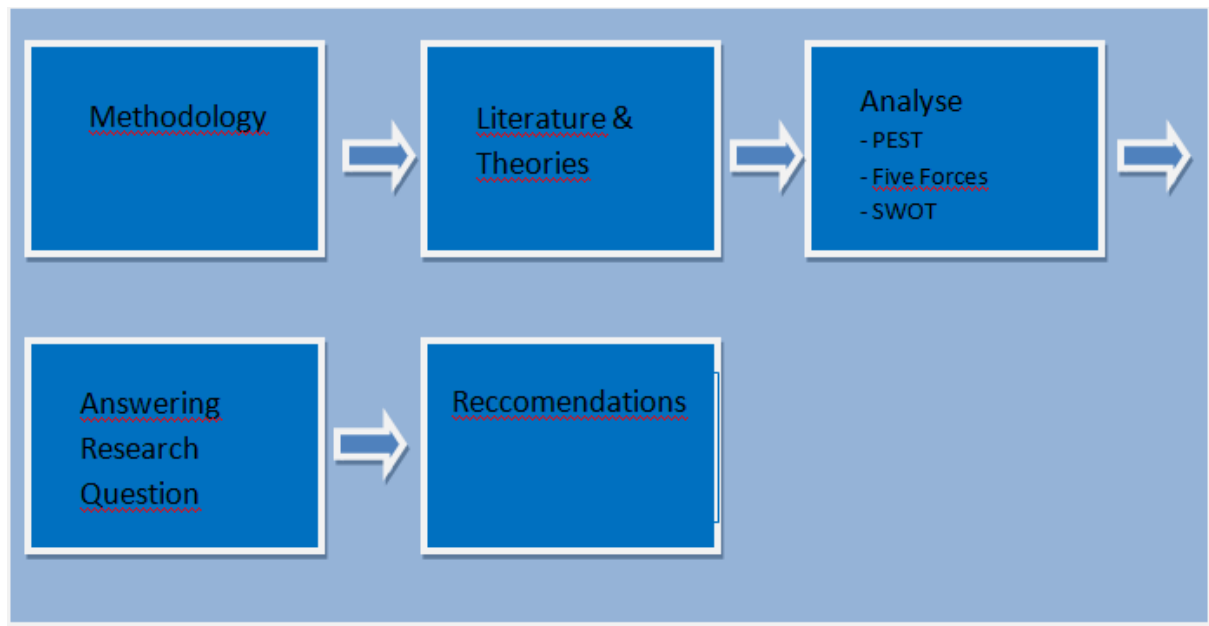 Methodology
Literature &
Theories
Analyse
- PEST
- Five Forces
- SWOT
Answering
Research
Question
Reccomendations